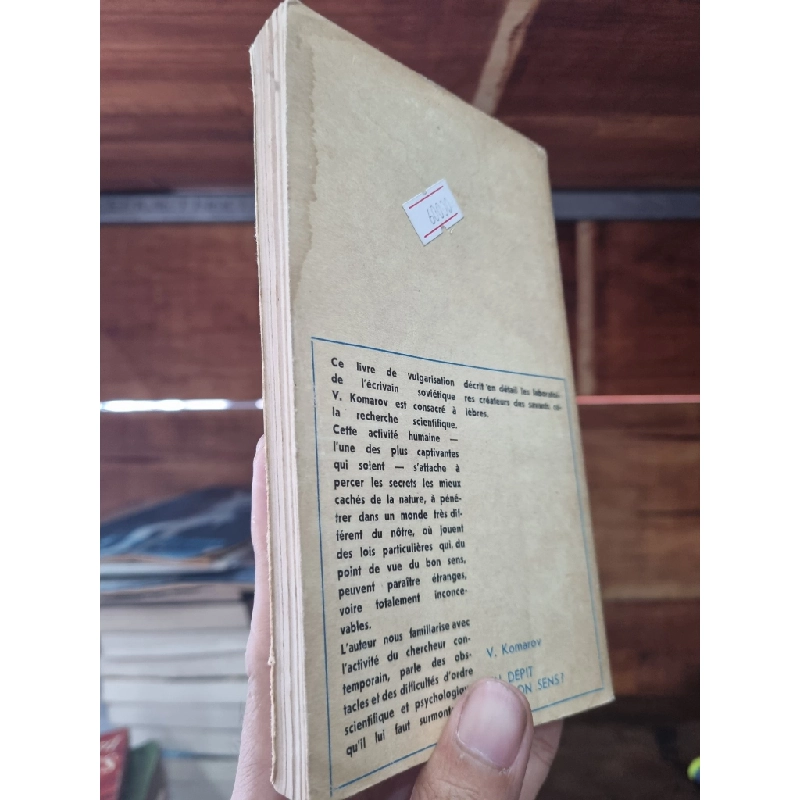 68000
Ce livre de vulgarisation
de l'écrivain soviétique
V. Komarov est consacré à
la recherche scientifique.
Cette activité humaine —
l'une des plus captivantes
qui soient — s'attache à
percer les secrets les mieux
cachés de la nature, à péné-
trer dans un monde très dif-
férent du nôtre, où jouent
des lois particulières qui, du
point de vue du bon sens,
peuvent paraître étranges,
voire totalement inconce-
vables.
L'auteur nous familiarise avec
l'activité du chercheur con-
temporain, parle des obs-
tacles et des difficultés d'ordre
scientifique et psychologique
qu'il lui faut surmonter
décrit en détail les laboratoi-
res créateurs des savants cé-
lèbres.
V. Komarov
DÉPIT
ON SENS?